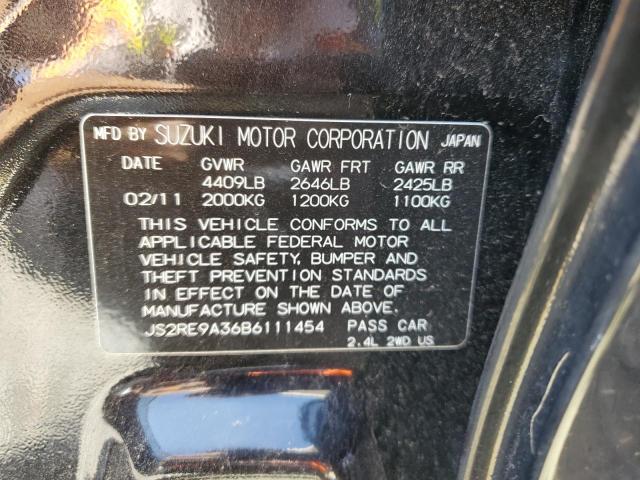 MFD BY SUZUKI MOTOR CORPORATION JAPAN
DATE GVWR GAWR FRT GAWR RR
4409LB 2646LB 2425LB
02/11 2000KG 1200KG 1100KG
THIS VEHICLE CONFORMS TO ALL
APPLICABLE FEDERAL MOTOR
VEHICLE SAFETY, BUMPER AND
THEFT PREVENTION STANDARDS
IN EFFECT ON THE DATE OF
MANUFACTURE SHOWN ABOVE.
JS2RE9A36B6111454 PASS CAR
2.4L 2WD US